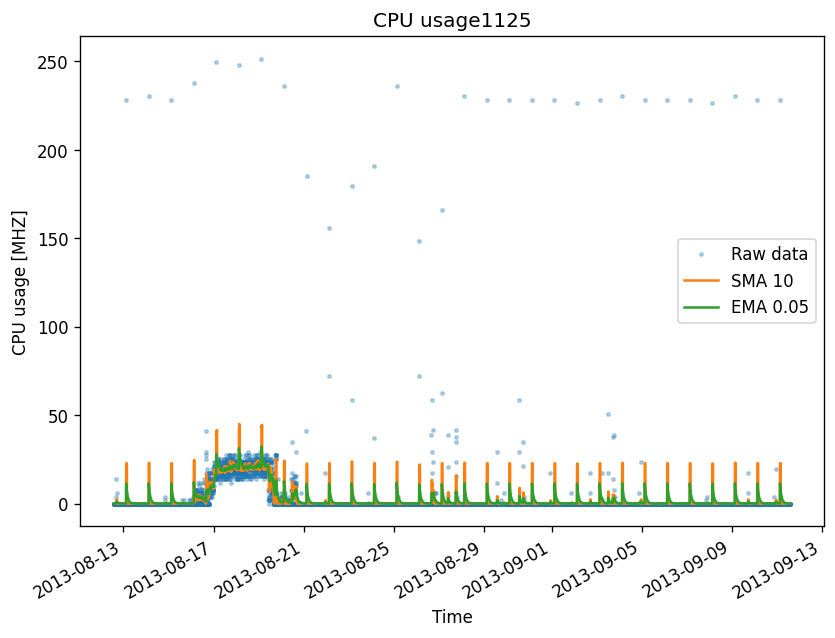 CPU usage1125
CPU usage [MHZ]
250
200
150
100
50
0
Raw data
SMA 10
EMA 0.05
2013-08-13
2013-08-17
2013-08-21
2013-08-25
2013-08-29
2013-09-01
2013-09-05
2013-09-09
2013-09-13
Time